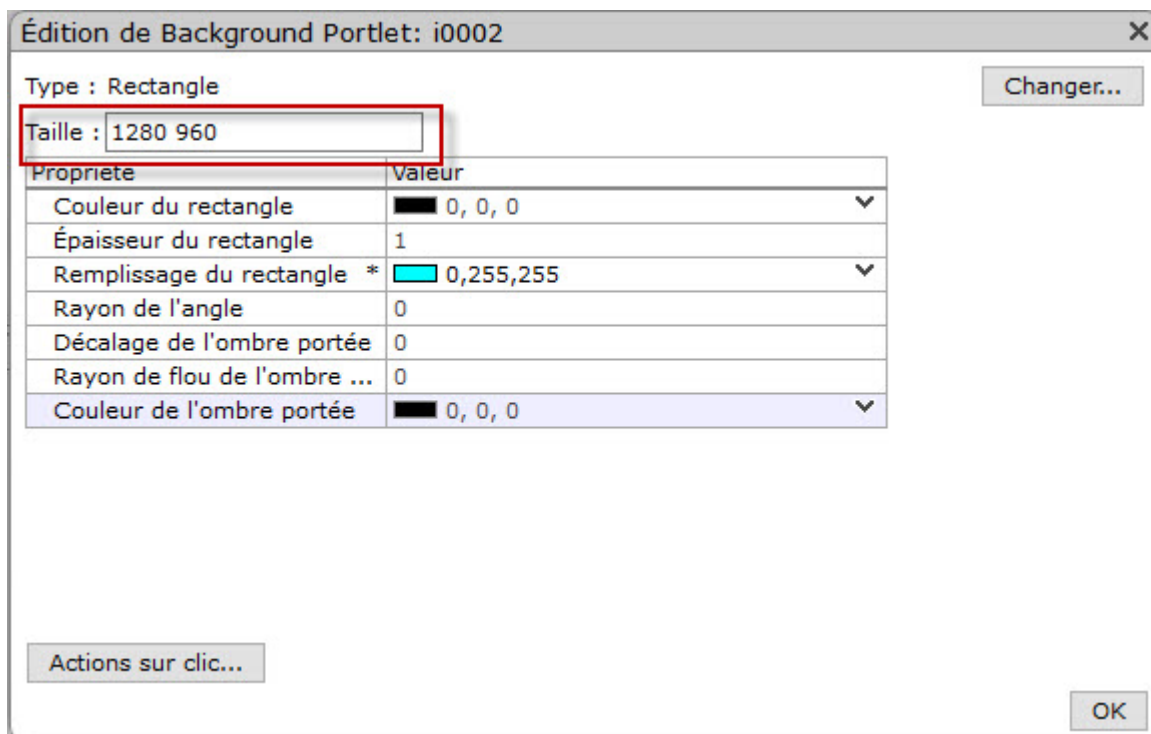 Édition de Background Portlet: i0002
Type : Rectangle Changer...
Taille : 1280 960
Propriété Valeur
Couleur du rectangle 0, 0, 0
Épaisseur du rectangle 1
Remplissage du rectangle * 0,255,255
Rayon de l'angle 0
Décalage de l'ombre portée 0
Rayon de flou de l'ombre ... 0
Couleur de l'ombre portée 0, 0, 0
Actions sur clic...
OK